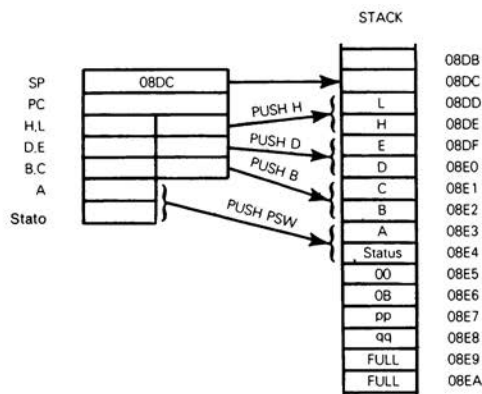 STACK
08DB
SP 08DC 08DC
PC PUSH H L 08DD
H,L H 08DE
D,E PUSH D E 08DF
B,C D 08E0
A PUSH B C 08E1
B 08E2
Stato PUSH PSW A 08E3
Status 08E4
00 08E5
0B 08E6
pp 08E7
qq 08E8
FULL 08E9
FULL 08EA